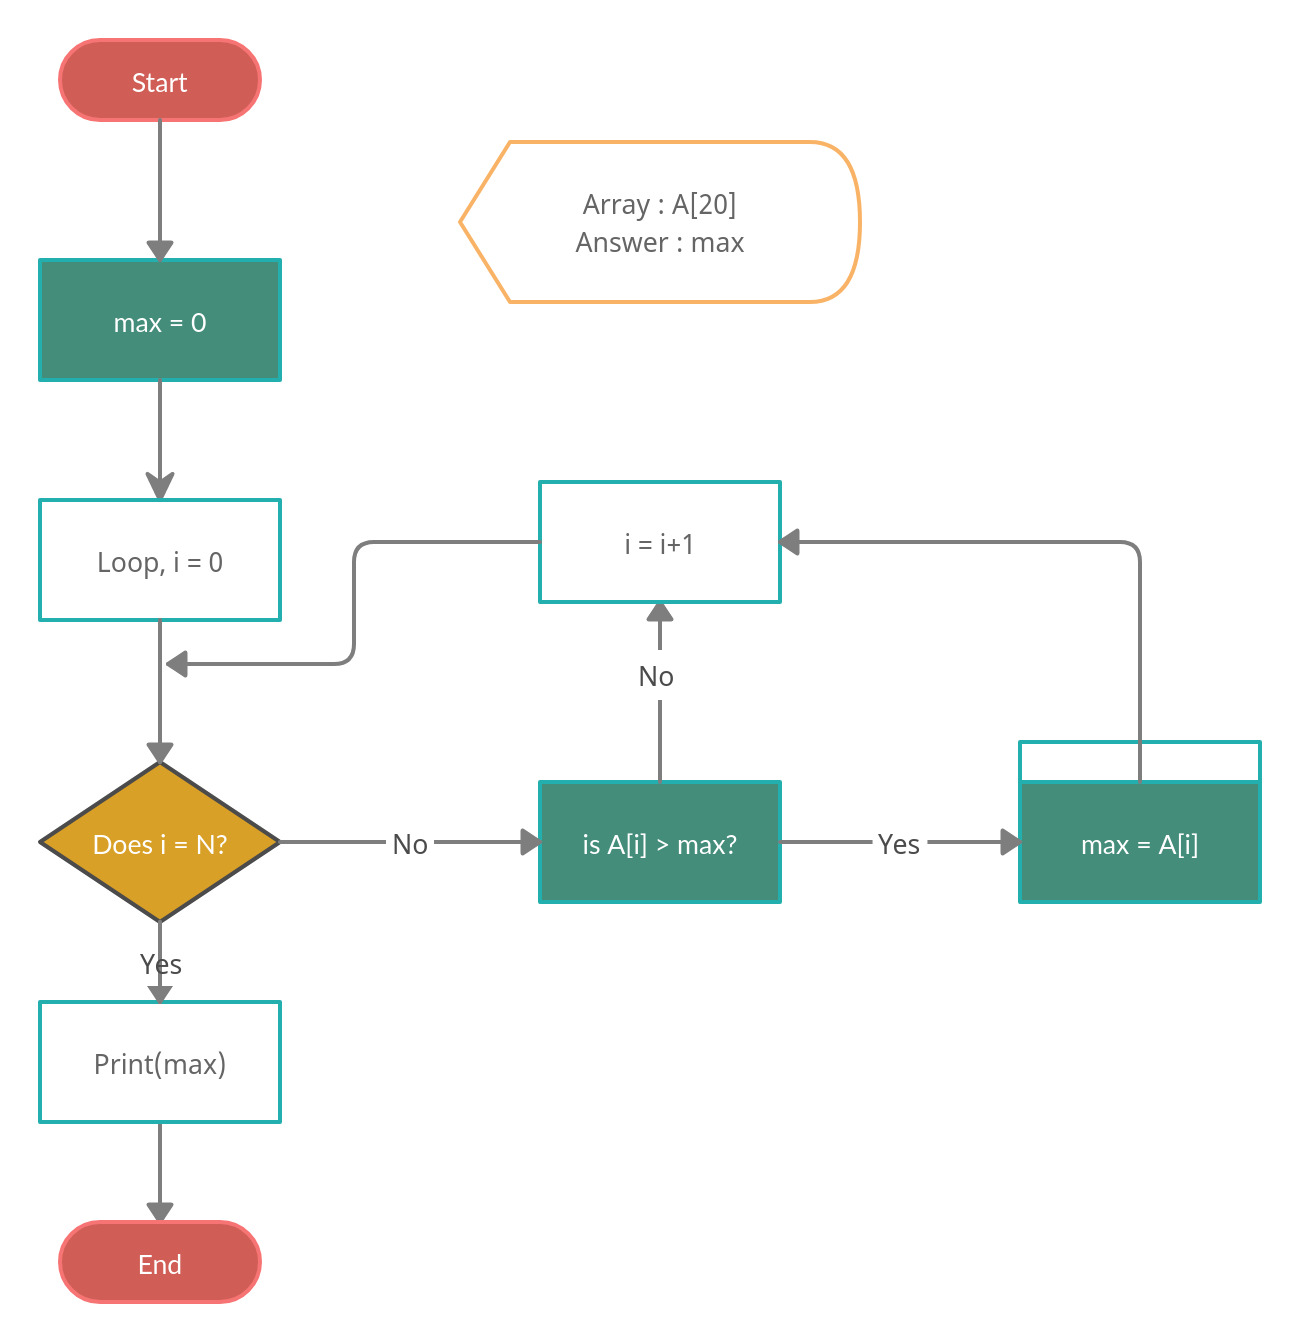 Start
Array : A[20]
Answer : max
max = 0
Loop, i = 0
i = i+1
No
Does i = N?
No
is A[i] > max?
Yes
max = A[i]
Yes
Print(max)
End